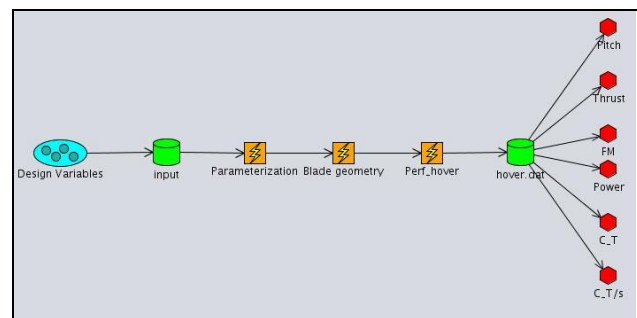 Design Variables
input
Parameterization
Blade geometry
Perf_hover
hover.dat
Pitch
Thrust
FM
Power
C_T
C_T/s